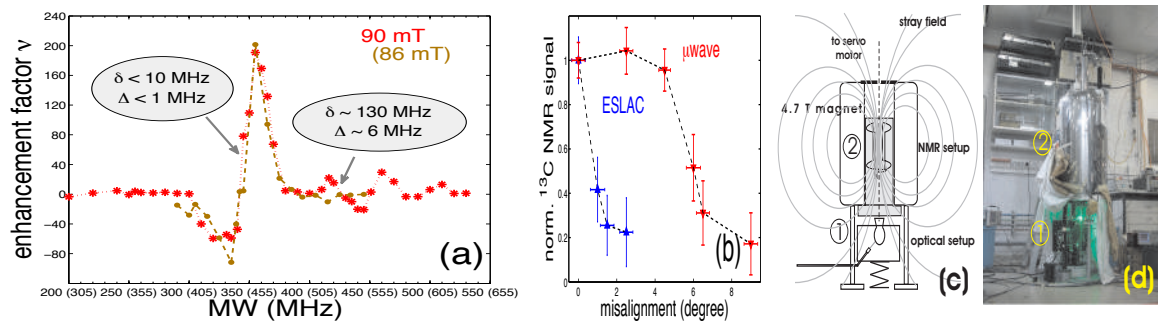 240
200
160
120
80
40
0
-40
-80
-120
enhancement factor ν
90 mT
(86 mT)
δ < 10 MHz
Δ < 1 MHz
δ ~ 130 MHz
Δ ~ 6 MHz
(a)
200 (305) 250 (355) 300 (405) 350 (455) 400 (505) 450 (555) 500 (605) 550 (655)
MW (MHz)
norm. ¹³C NMR signal
1
0.8
0.6
0.4
0.2
0
μwave
ESLAC
(b)
0 2 4 6 8
misalignment (degree)
stray field
to servo
motor
4.7 T magnet
②
NMR setup
①
optical setup
(c)
②
①
(d)